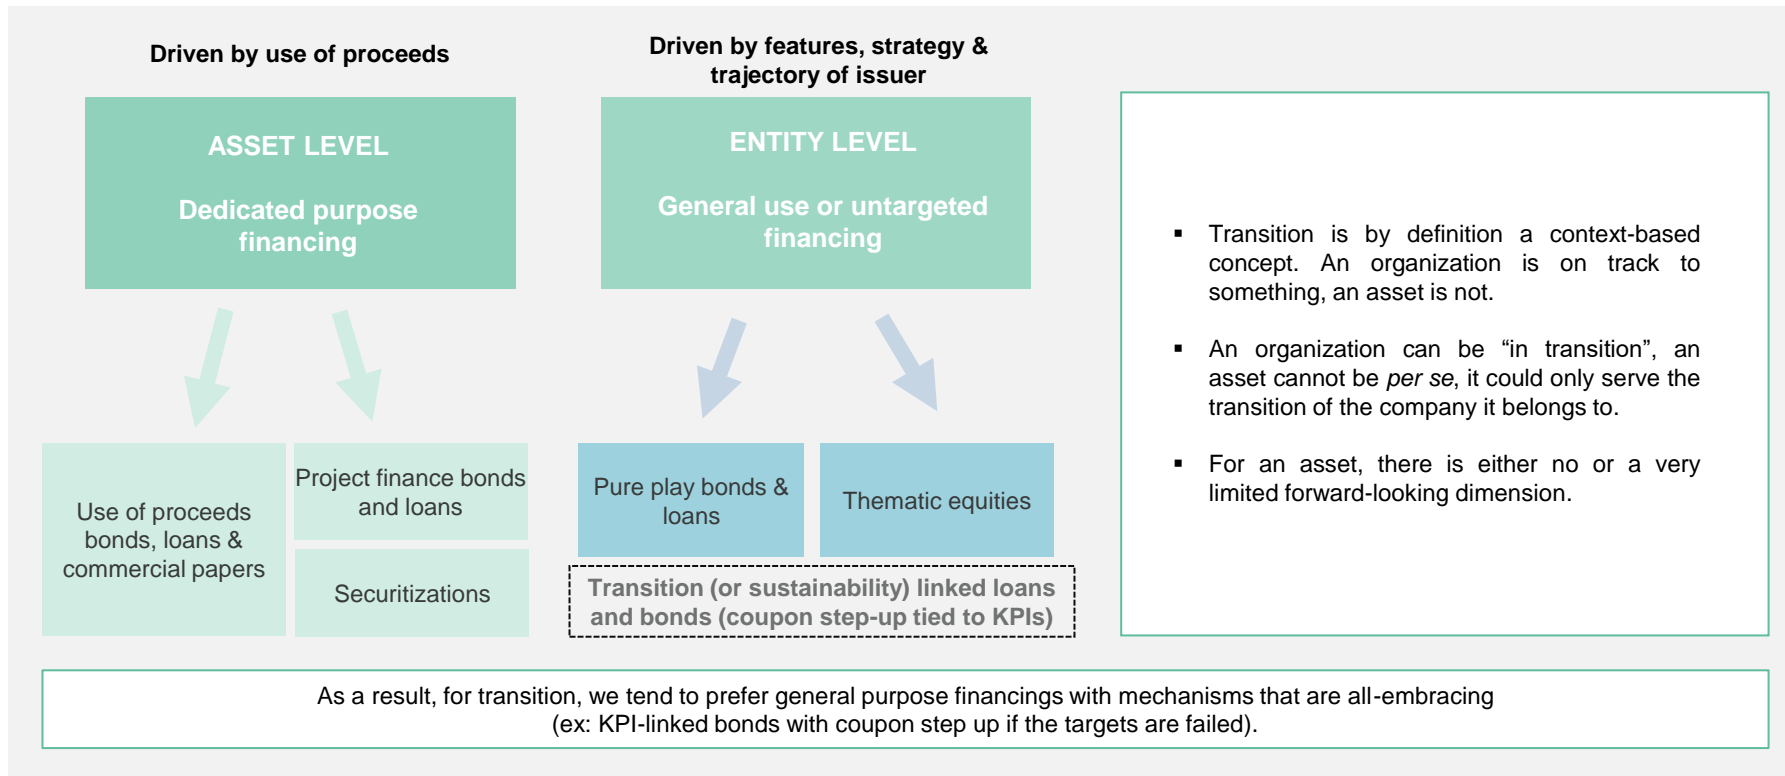 Driven by use of proceeds
ASSET LEVEL
Dedicated purpose
financing
Use of proceeds
bonds, loans &
commercial papers
Project finance bonds
and loans
Securitizations
Driven by features, strategy &
trajectory of issuer
ENTITY LEVEL
General use or untargeted
financing
Pure play bonds &
loans
Thematic equities
Transition (or sustainability) linked loans
and bonds (coupon step-up tied to KPIs)
▪ Transition is by definition a context-based
concept. An organization is on track to
something, an asset is not.
▪ An organization can be “in transition”, an
asset cannot be per se, it could only serve the
transition of the company it belongs to.
▪ For an asset, there is either no or a very
limited forward-looking dimension.
As a result, for transition, we tend to prefer general purpose financings with mechanisms that are all-embracing
(ex: KPI-linked bonds with coupon step up if the targets are failed).